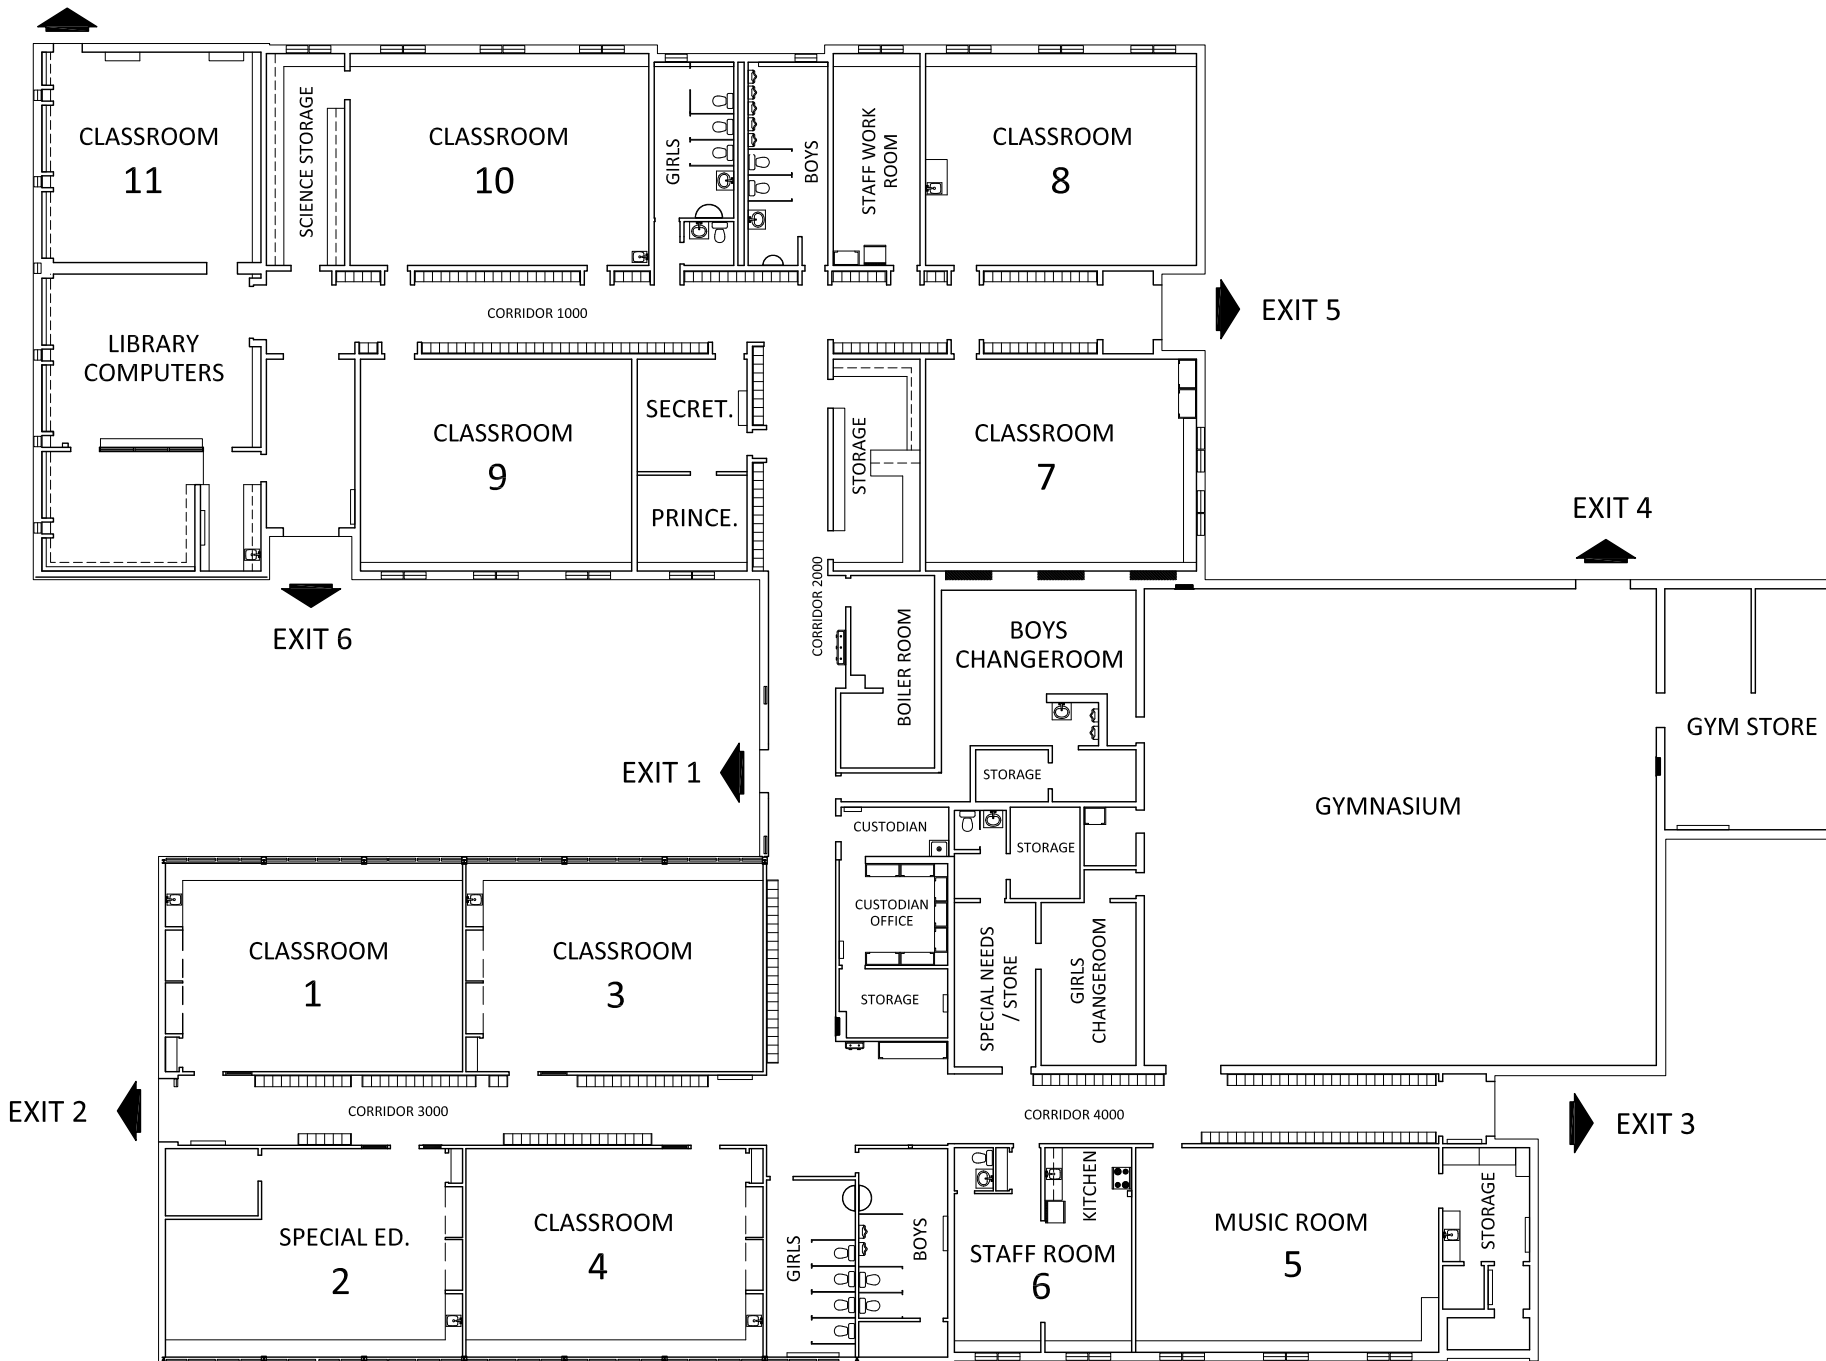 CLASSROOM
11
SCIENCE STORAGE
CLASSROOM
10
GIRLS
BOYS
STAFF WORK
ROOM
CLASSROOM
8
CORRIDOR 1000
EXIT 5
LIBRARY
COMPUTERS
CLASSROOM
9
SECRET.
PRINCE.
STORAGE
CLASSROOM
7
EXIT 4
EXIT 6
CORRIDOR 2000
BOILER ROOM
BOYS
CHANGEROOM
GYM STORE
EXIT 1
STORAGE
GYMNASIUM
CUSTODIAN
STORAGE
CUSTODIAN
OFFICE
CLASSROOM
1
CLASSROOM
3
STORAGE
SPECIAL NEEDS
/ STORE
GIRLS
CHANGEROOM
EXIT 2
CORRIDOR 3000
CORRIDOR 4000
EXIT 3
SPECIAL ED.
2
CLASSROOM
4
GIRLS
BOYS
KITCHEN
STAFF ROOM
6
MUSIC ROOM
5
STORAGE